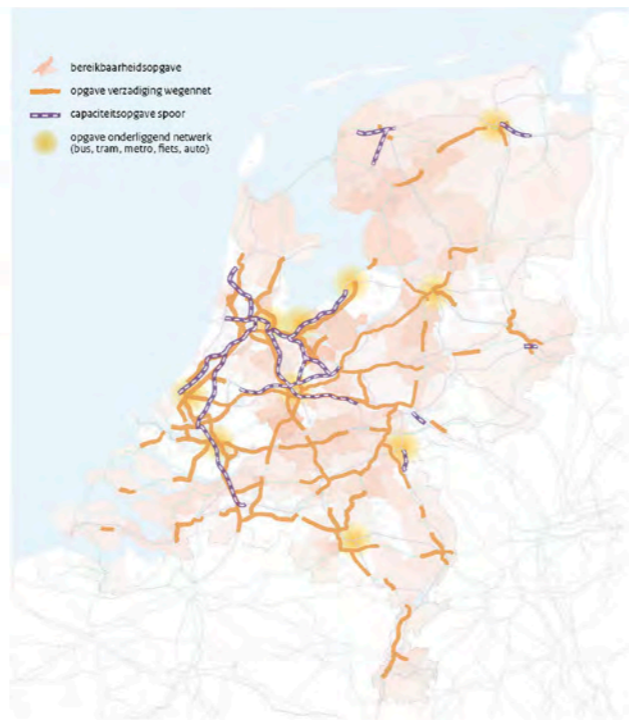 bereikbaarheidsopgave
opgave verzadiging wegennet
capaciteitsopgave spoor
opgave onderliggend netwerk
(bus, tram, metro, fiets, auto)